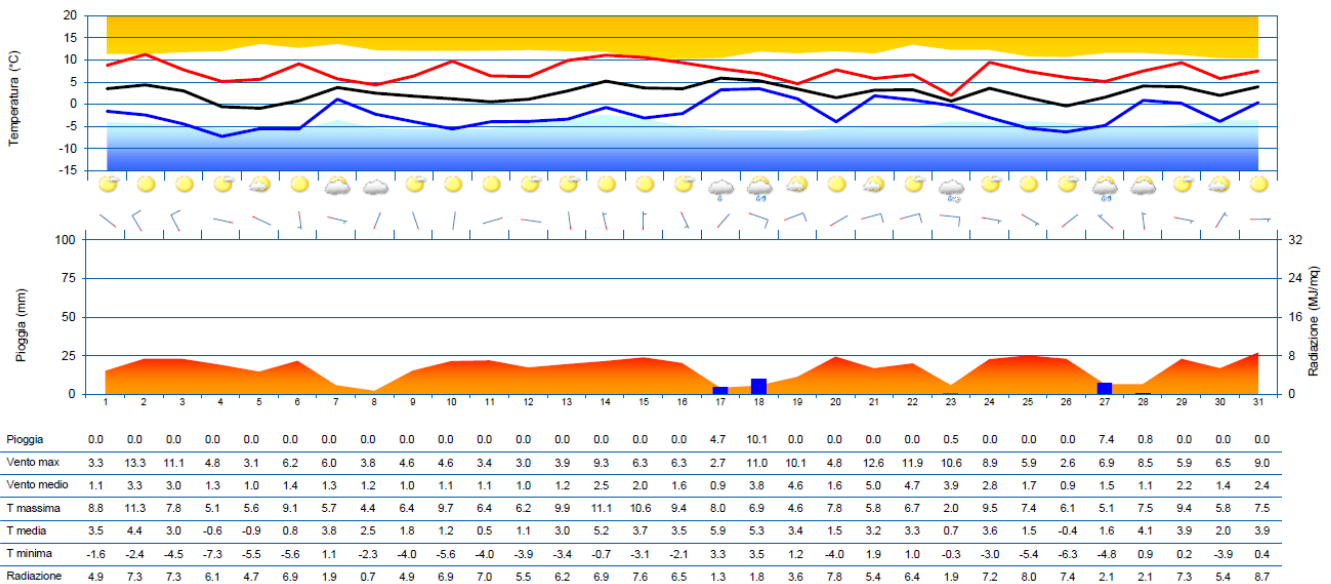 20
15
10
5
0
-5
-10
-15
Temperatura (°C)
100
75
50
25
0
Pioggia (mm)
32
24
16
8
0
Radiazione (MJ/mq)
1 2 3 4 5 6 7 8 9 10 11 12 13 14 15 16 17 18 19 20 21 22 23 24 25 26 27 28 29 30 31
Pioggia 0.0 0.0 0.0 0.0 0.0 0.0 0.0 0.0 0.0 0.0 0.0 0.0 0.0 0.0 0.0 0.0 4.7 10.1 0.0 0.0 0.0 0.0 0.5 0.0 0.0 0.0 7.4 0.8 0.0 0.0 0.0
Vento max 3.3 13.3 11.1 4.8 3.1 6.2 6.0 3.8 4.6 4.6 3.4 3.0 3.9 9.3 6.3 6.3 2.7 11.0 10.1 4.8 12.6 11.9 10.6 8.9 5.9 2.6 6.9 8.5 5.9 6.5 9.0
Vento medio 1.1 3.3 3.0 1.3 1.0 1.4 1.3 1.2 1.0 1.1 1.1 1.0 1.2 2.5 2.0 1.6 0.9 3.8 4.6 1.6 5.0 4.7 3.9 2.8 1.7 0.9 1.5 1.1 2.2 1.4 2.4
T massima 8.8 11.3 7.8 5.1 5.6 9.1 5.7 4.4 6.4 9.7 6.4 6.2 9.9 11.1 10.6 9.4 8.0 6.9 4.6 7.8 5.8 6.7 2.0 9.5 7.4 6.1 5.1 7.5 9.4 5.8 7.5
T media 3.5 4.4 3.0 -0.6 -0.9 0.8 3.8 2.5 1.8 1.2 0.5 1.1 3.0 5.2 3.7 3.5 5.9 5.3 3.4 1.5 3.2 3.3 0.7 3.6 1.5 -0.4 1.6 4.1 3.9 2.0 3.9
T minima -1.6 -2.4 -4.5 -7.3 -5.5 -5.6 1.1 -2.3 -4.0 -5.6 -4.0 -3.9 -3.4 -0.7 -3.1 -2.1 3.3 3.5 1.2 -4.0 1.9 1.0 -0.3 -3.0 -5.4 -6.3 -4.8 0.9 0.2 -3.9 0.4
Radiazione 4.9 7.3 7.3 6.1 4.7 6.9 1.9 0.7 4.9 6.9 7.0 5.5 6.2 6.9 7.6 6.5 1.3 1.8 3.6 7.8 5.4 6.4 1.9 7.2 8.0 7.4 2.1 2.1 7.3 5.4 8.7